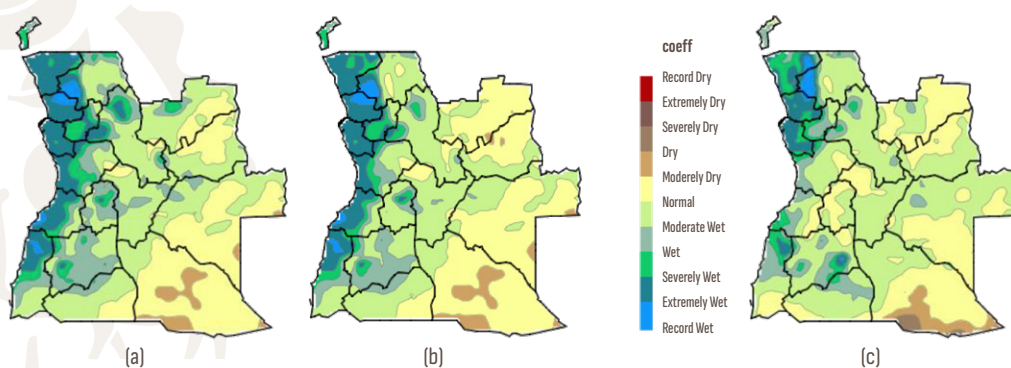 coeff
Record Dry
Extremely Dry
Severely Dry
Dry
Moderely Dry
Normal
Moderate Wet
Wet
Severely Wet
Extremely Wet
Record Wet
(a)
(b)
(c)